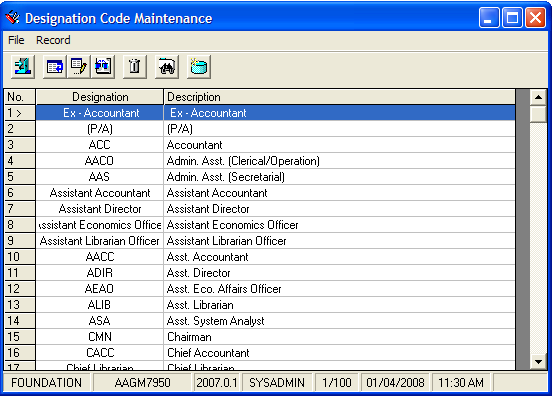 Designation Code Maintenance
File Record
No. Designation Description
1 > Ex - Accountant Ex - Accountant
2 (P/A) (P/A)
3 ACC Accountant
4 AACO Admin. Asst. (Clerical/Operation)
5 AAS Admin. Asst. (Secretarial)
6 Assistant Accountant Assistant Accountant
7 Assistant Director Assistant Director
8 ssistant Economics Office Assistant Economics Officer
9 Assistant Librarian Officer Assistant Librarian Officer
10 AACC Asst. Accountant
11 ADIR Asst. Director
12 AEAO Asst. Eco. Affairs Officer
13 ALIB Asst. Librarian
14 ASA Asst. System Analyst
15 CMN Chairman
16 CACC Chief Accountant
17 Chief Librarian Chief Librarian
FOUNDATION AAGM7950 2007.0.1 SYSADMIN 1/100 01/04/2008 11:30 AM